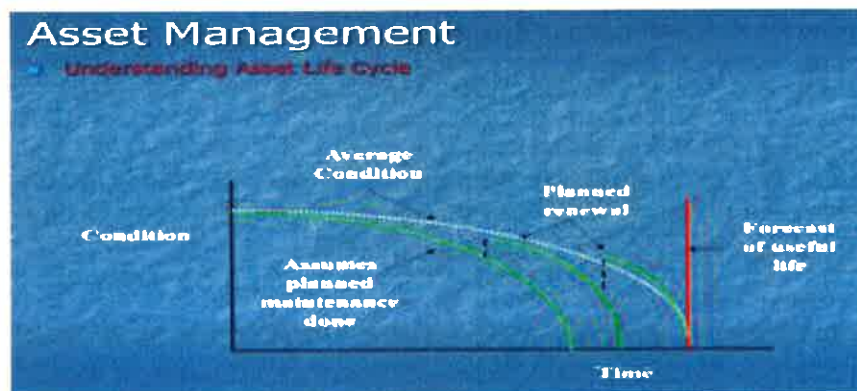 Asset Management
Understanding Asset Life Cycle
Average
Condition
Planned
renewal
Condition
Forecast
of useful
life
Assumes
planned
maintenance
done
Time